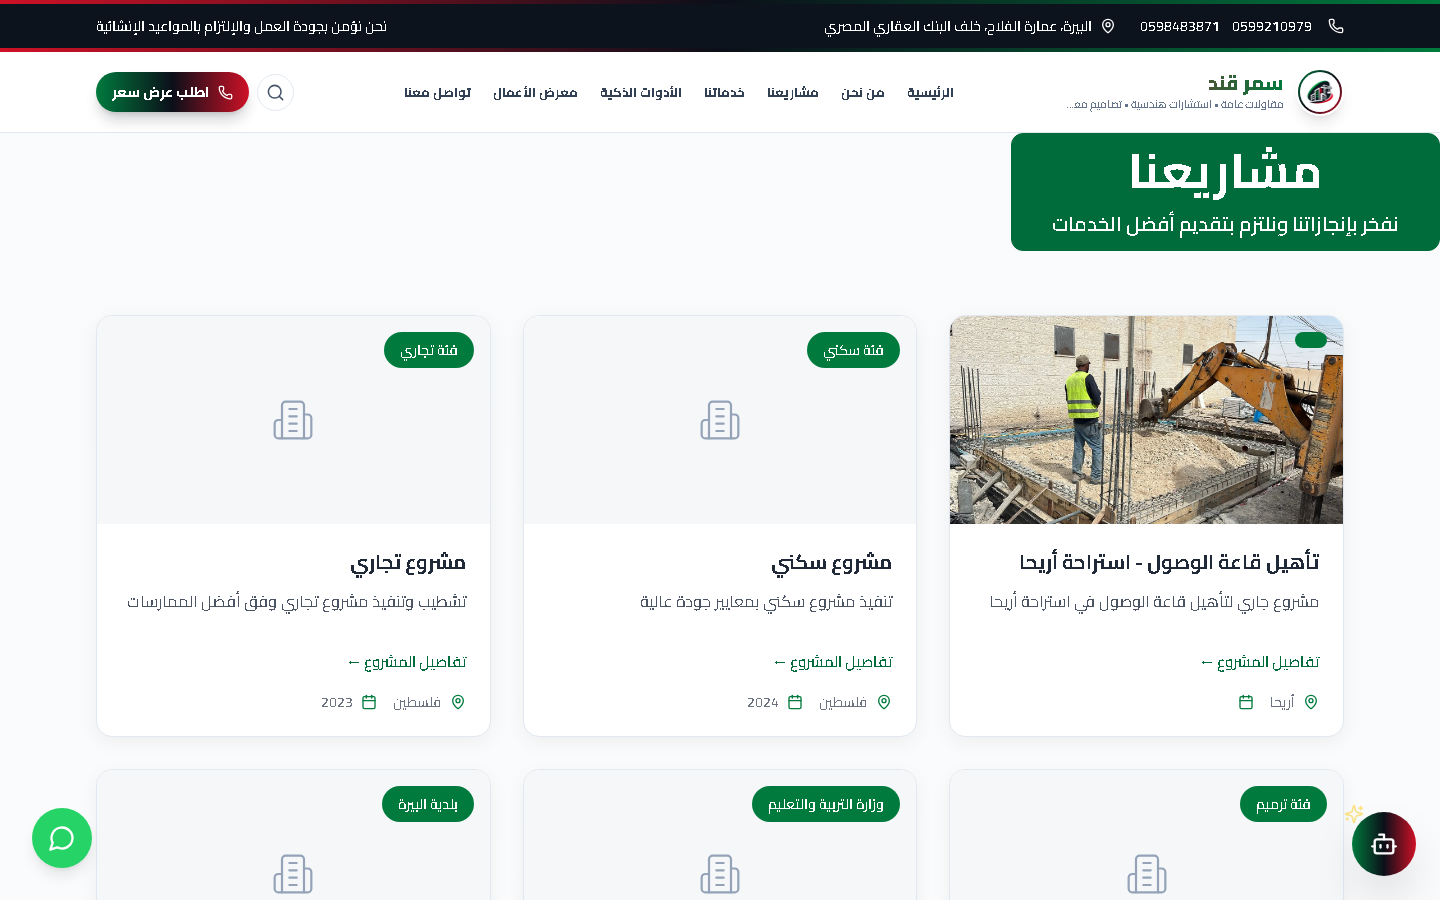 0599210979 0598483871
البيرة، عمارة الفلاح، خلف البنك العقاري المصري
نحن نؤمن بجودة العمل والإلتزام بالمواعيد الإنشائية
سمر قند
مقاولات عامة • استشارات هندسية • تصاميم مع...
الرئيسية
من نحن
مشاريعنا
خدماتنا
الأدوات الذكية
معرض الأعمال
تواصل معنا
اطلب عرض سعر
مشاريعنا
نفخر بإنجازاتنا ونلتزم بتقديم أفضل الخدمات
تأهيل قاعة الوصول - استراحة أريحا
مشروع جاري لتأهيل قاعة الوصول في استراحة أريحا
تفاصيل المشروع ←
أريحا
فئة سكني
مشروع سكني
تنفيذ مشروع سكني بمعايير جودة عالية
تفاصيل المشروع ←
فلسطين 2024
فئة تجاري
مشروع تجاري
تشطيب وتنفيذ مشروع تجاري وفق أفضل الممارسات
تفاصيل المشروع ←
فلسطين 2023
فئة ترميم
وزارة التربية والتعليم
بلدية البيرة